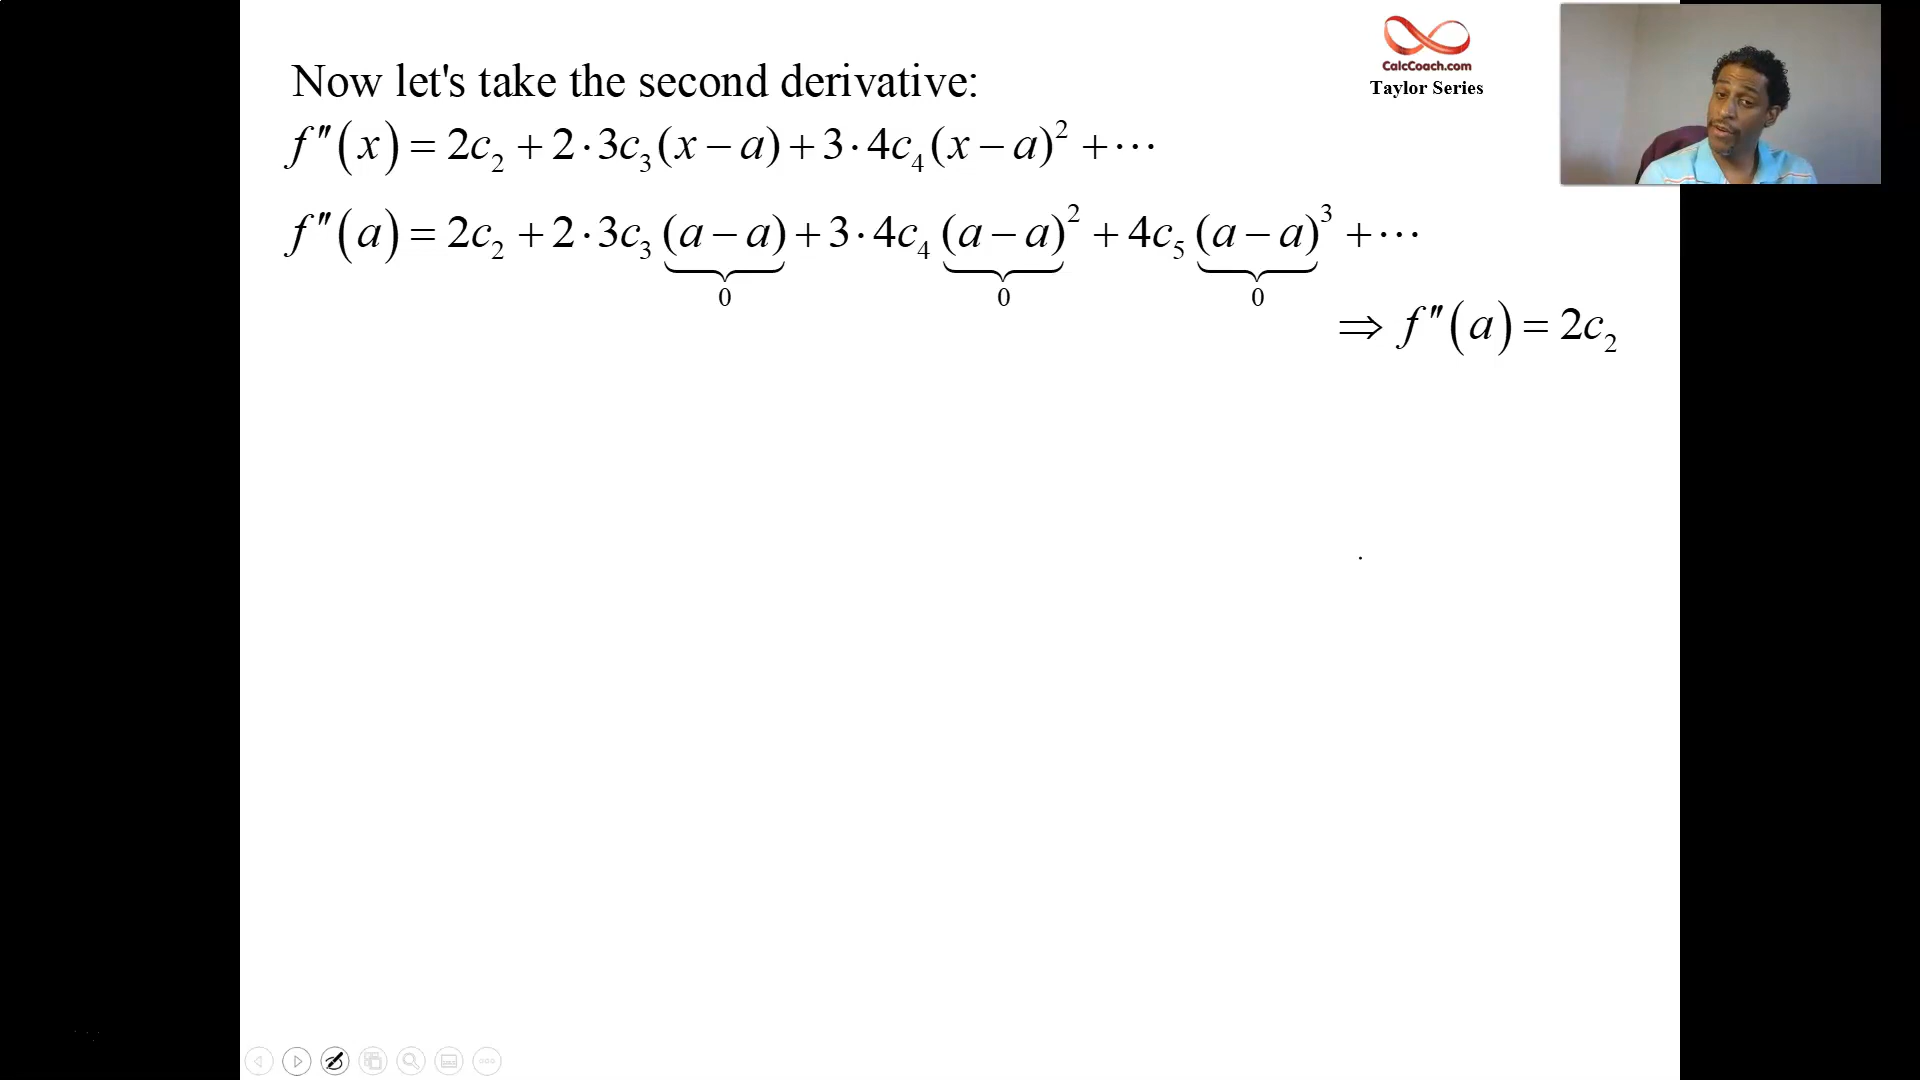 Now let's take the second derivative:
CalcCoach.com
Taylor Series
f″(x) = 2c₂ + 2·3c₃(x − a) + 3·4c₄(x − a)² + ⋯
f″(a) = 2c₂ + 2·3c₃(a − a) + 3·4c₄(a − a)² + 4c₅(a − a)³ + ⋯
0 0 0
⇒ f″(a) = 2c₂